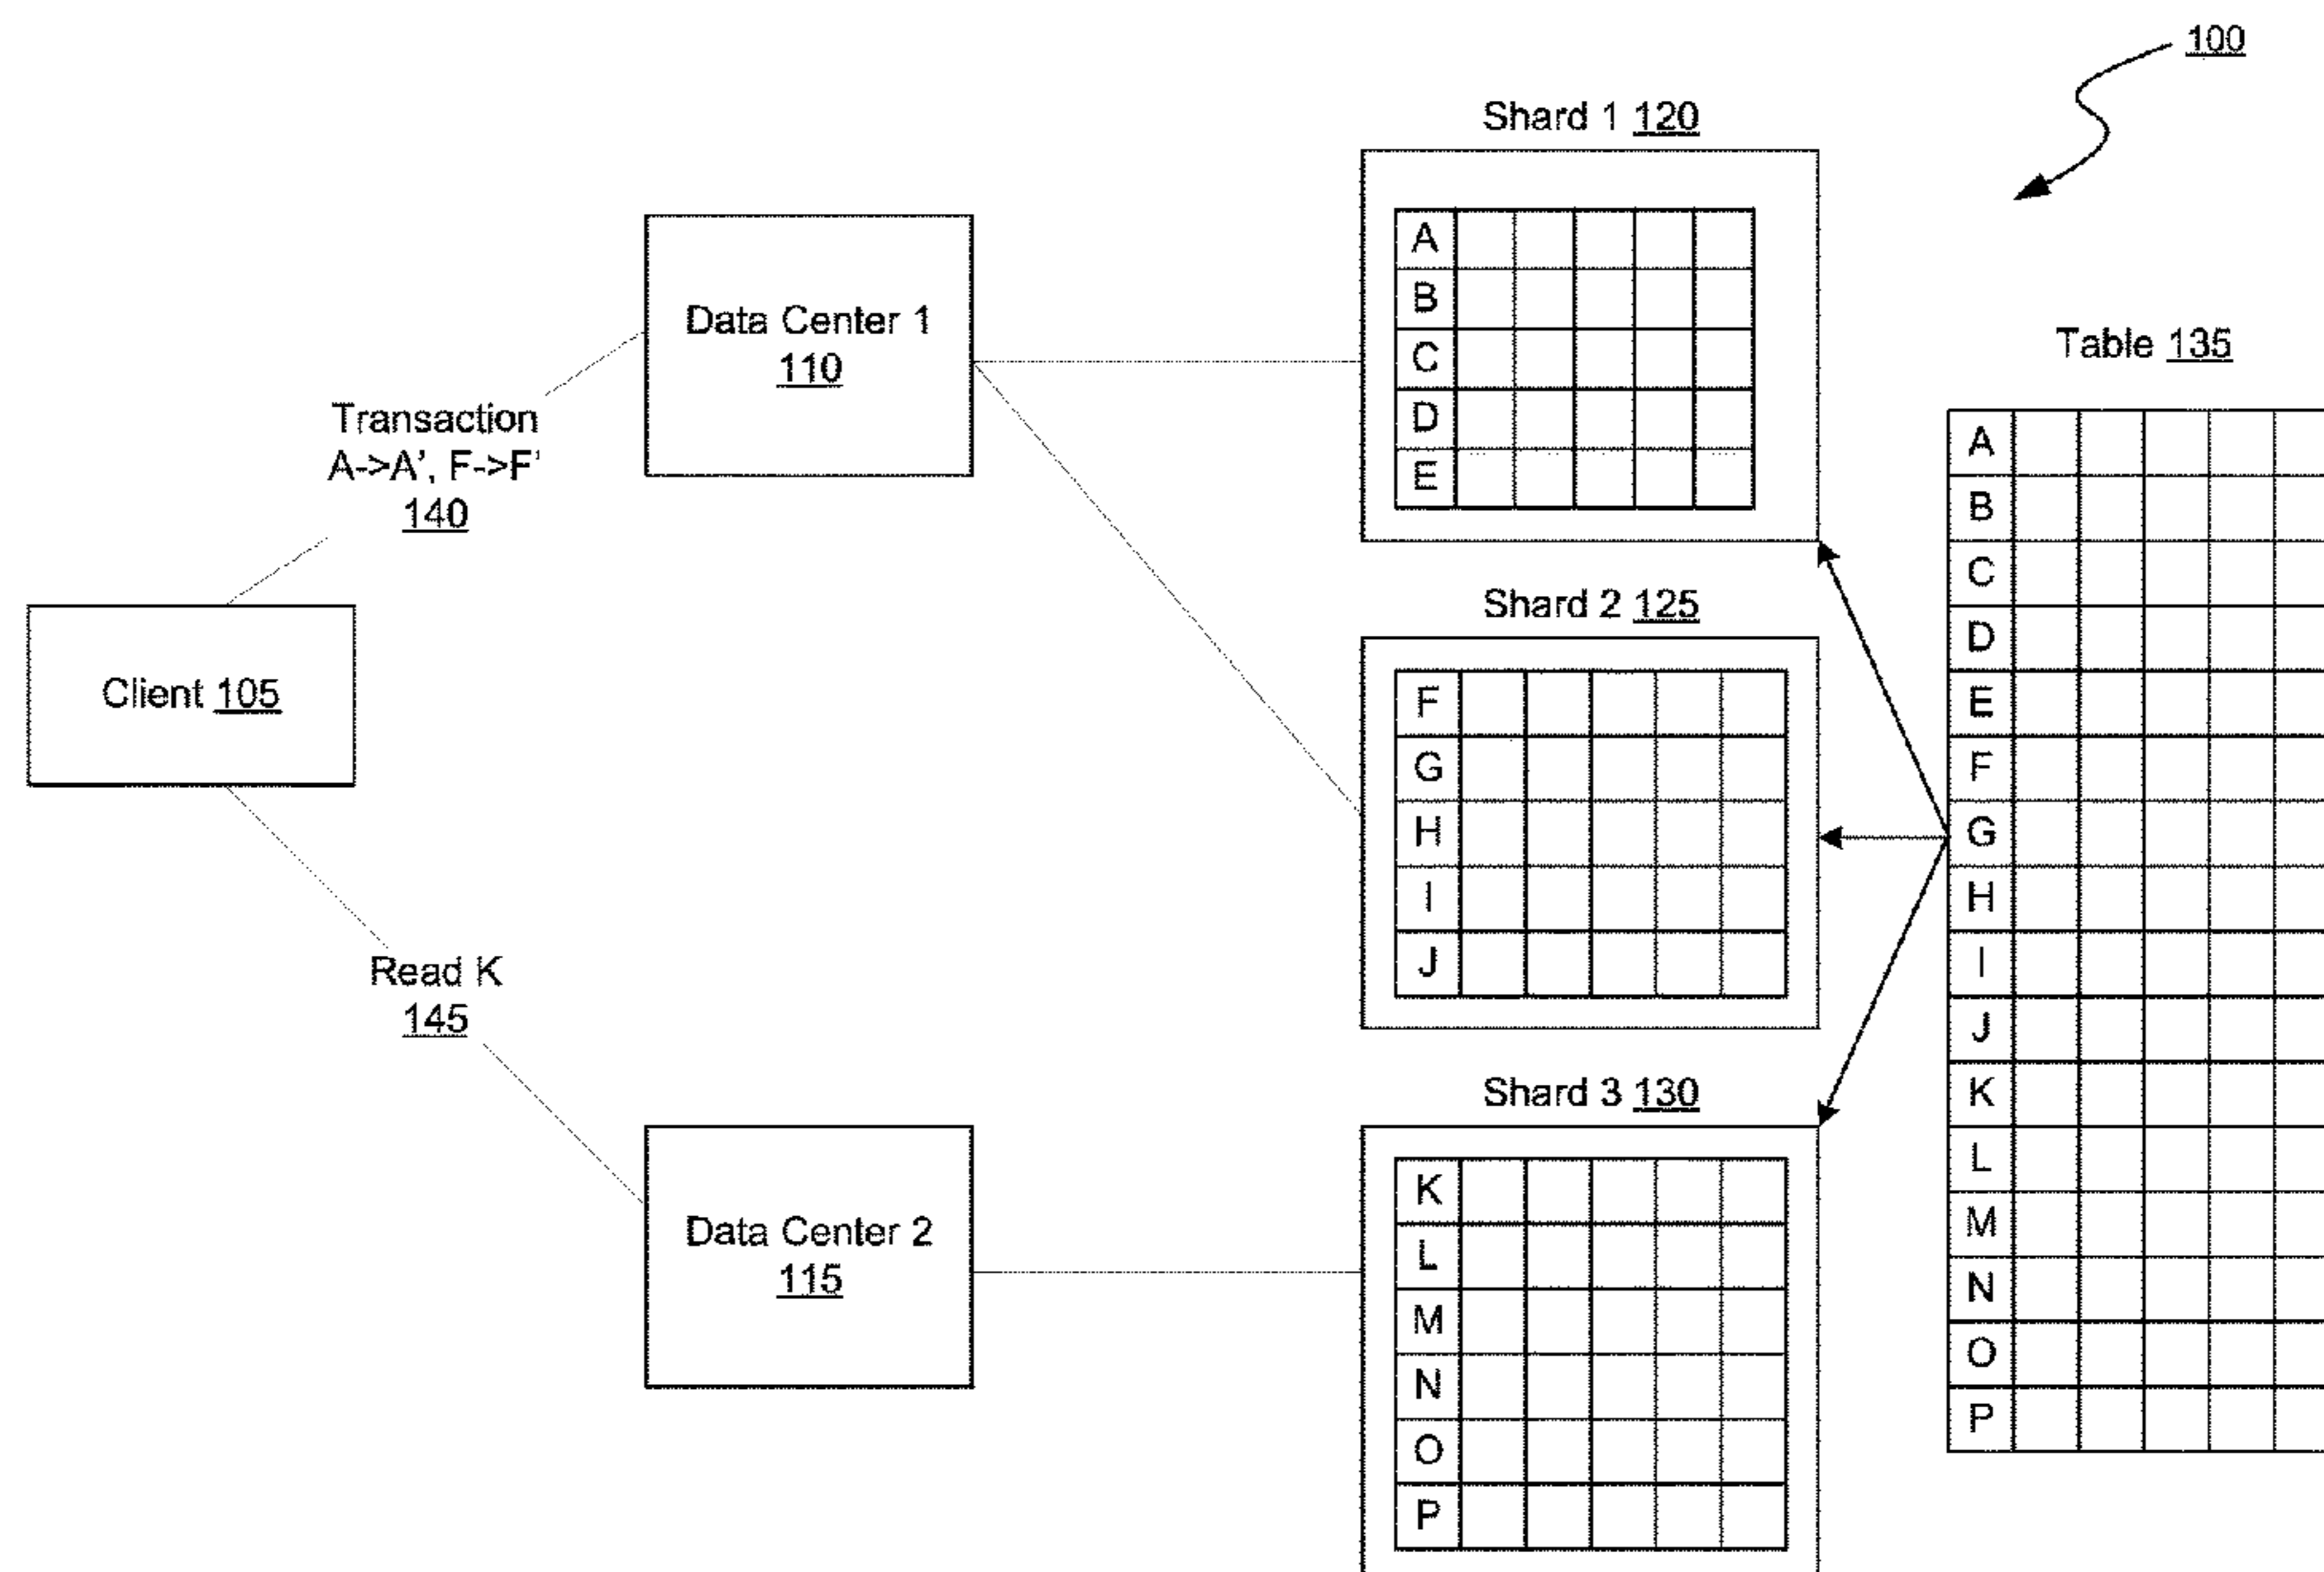 100
Shard 1 120
A
B
C
D
E
Data Center 1
110
Table 135
A
B
C
D
E
F
G
H
I
J
K
L
M
N
O
P
Transaction
A->A', F->F'
140
Shard 2 125
F
G
H
I
J
Client 105
Read K
145
Shard 3 130
K
L
M
N
O
P
Data Center 2
115